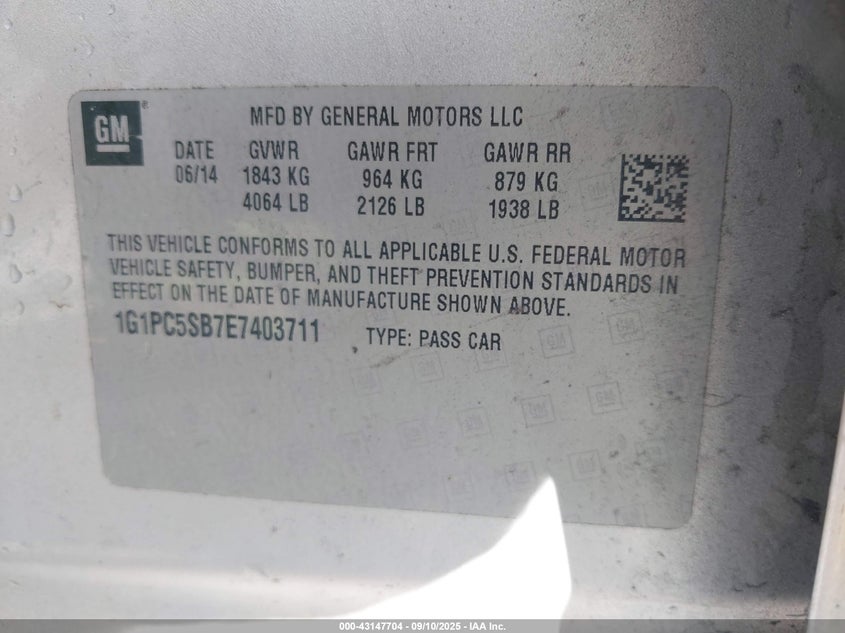 GM
MFD BY GENERAL MOTORS LLC
DATE GVWR GAWR FRT GAWR RR
06/14 1843 KG 964 KG 879 KG
4064 LB 2126 LB 1938 LB
THIS VEHICLE CONFORMS TO ALL APPLICABLE U.S. FEDERAL MOTOR
VEHICLE SAFETY, BUMPER, AND THEFT PREVENTION STANDARDS IN
EFFECT ON THE DATE OF MANUFACTURE SHOWN ABOVE.
1G1PC5SB7E7403711 TYPE: PASS CAR
000-43147704 - 09/10/2025 - IAA Inc.